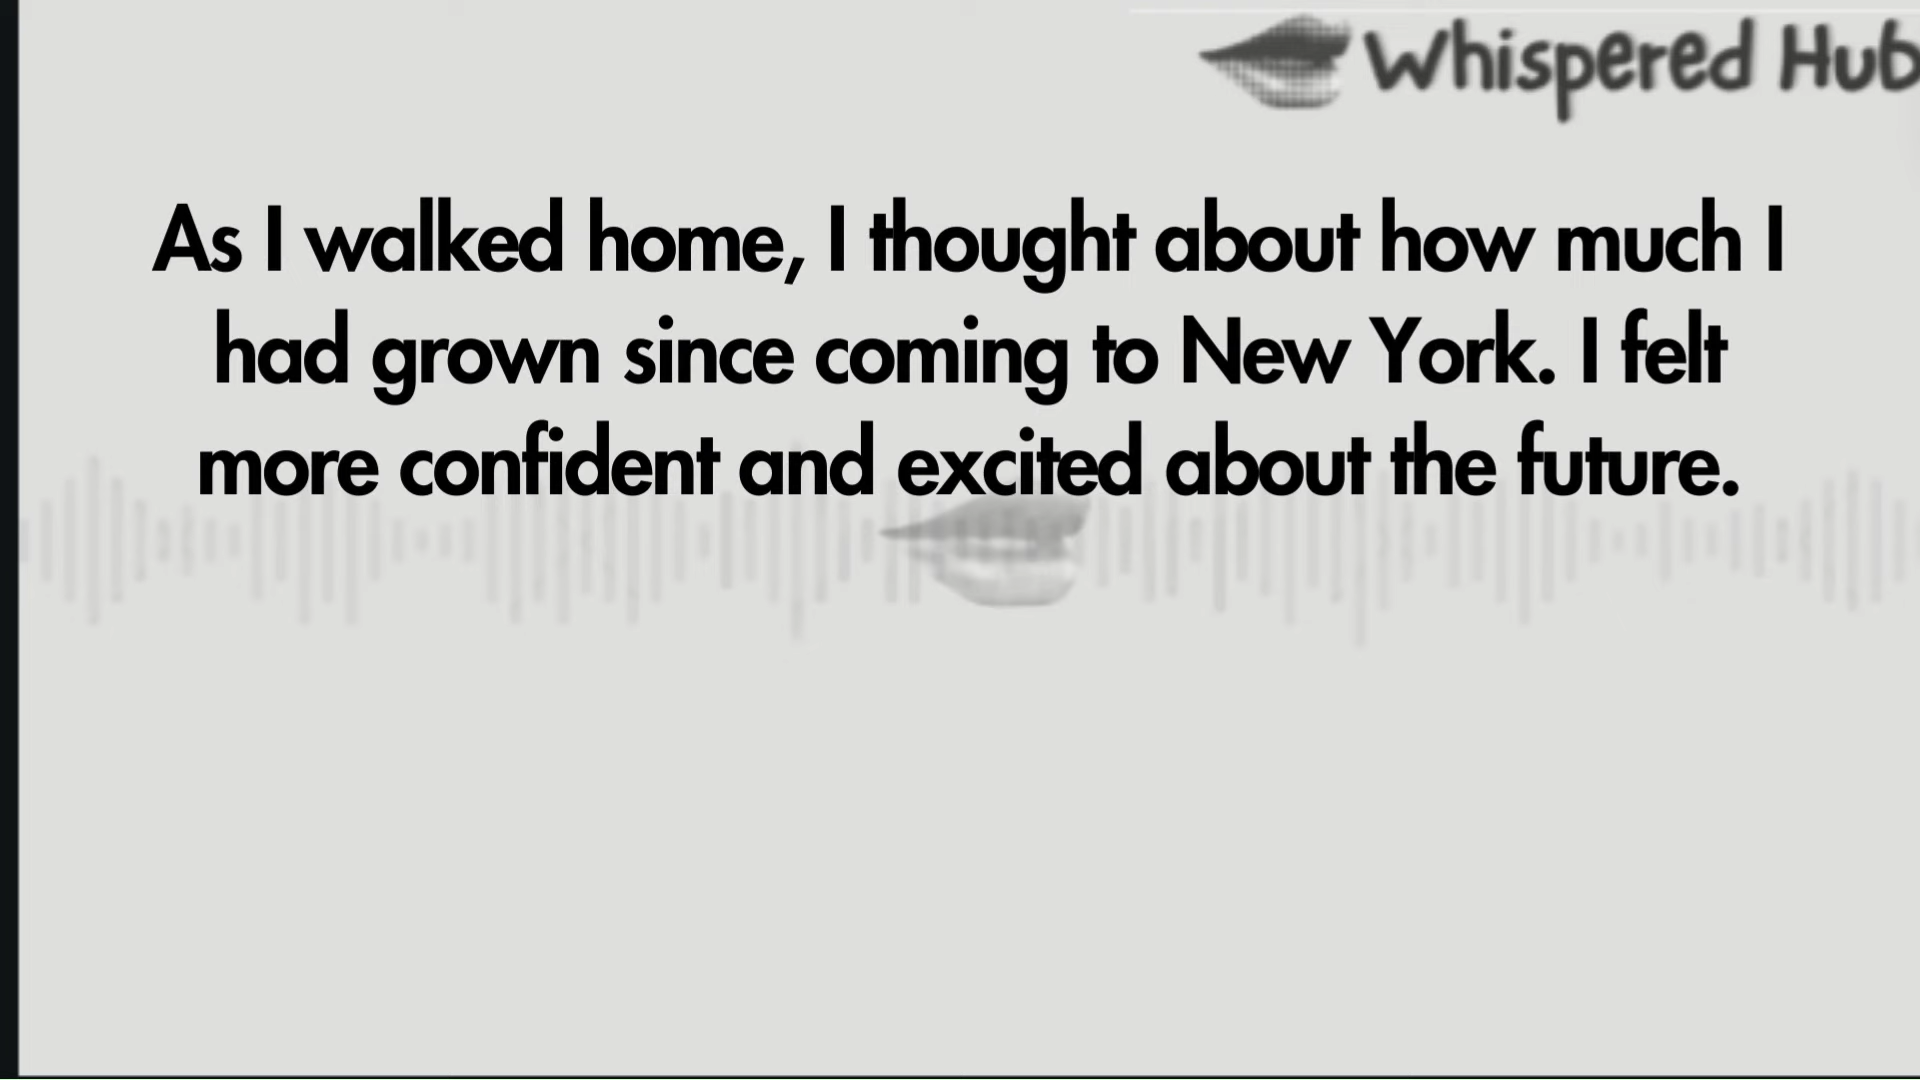 Whispered Hub
As I walked home, I thought about how much I
had grown since coming to New York. I felt
more confident and excited about the future.